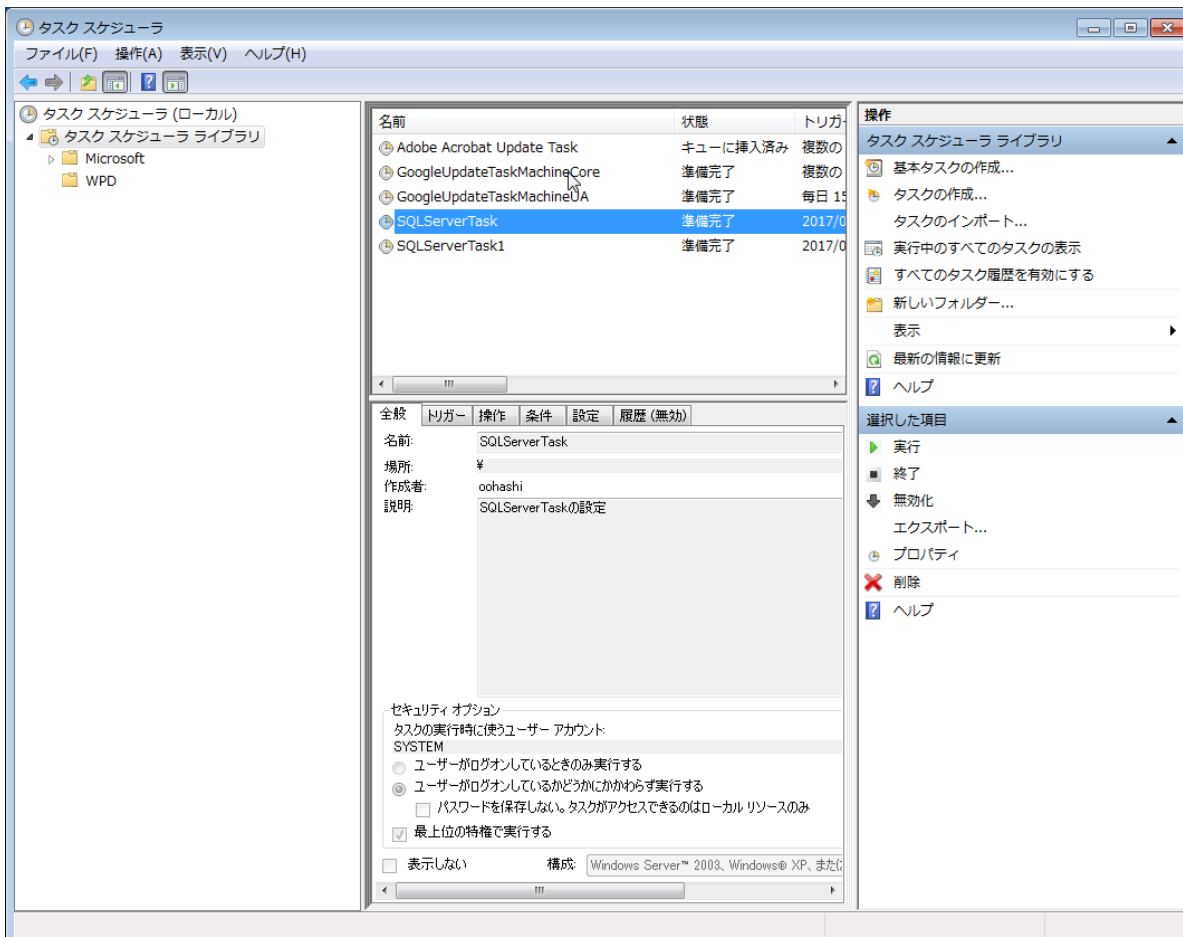 タスク スケジューラ
ファイル(F) 操作(A) 表示(V) ヘルプ(H)
タスク スケジューラ (ローカル)
タスク スケジューラ ライブラリ
Microsoft
WPD
名前 状態 トリガー
Adobe Acrobat Update Task キューに挿入済み 複数の
GoogleUpdateTaskMachineCore 準備完了 複数の
GoogleUpdateTaskMachineUA 準備完了 毎日 15
SQLServerTask 準備完了 2017/0
SQLServerTask1 準備完了 2017/0
全般 トリガー 操作 条件 設定 履歴 (無効)
名前: SQLServerTask
場所: ¥
作成者: oohashi
説明: SQLServerTaskの設定
セキュリティ オプション
タスクの実行時に使うユーザー アカウント:
SYSTEM
ユーザーがログオンしているときのみ実行する
ユーザーがログオンしているかどうかにかかわらず実行する
パスワードを保存しない。タスクがアクセスできるのはローカル リソースのみ
最上位の特権で実行する
表示しない 構成: Windows Server™ 2003、Windows® XP、または
操作
タスク スケジューラ ライブラリ
基本タスクの作成...
タスクの作成...
タスクのインポート...
実行中のすべてのタスクの表示
すべてのタスク履歴を有効にする
新しいフォルダー...
表示
最新の情報に更新
ヘルプ
選択した項目
実行
終了
無効化
エクスポート...
プロパティ
削除
ヘルプ